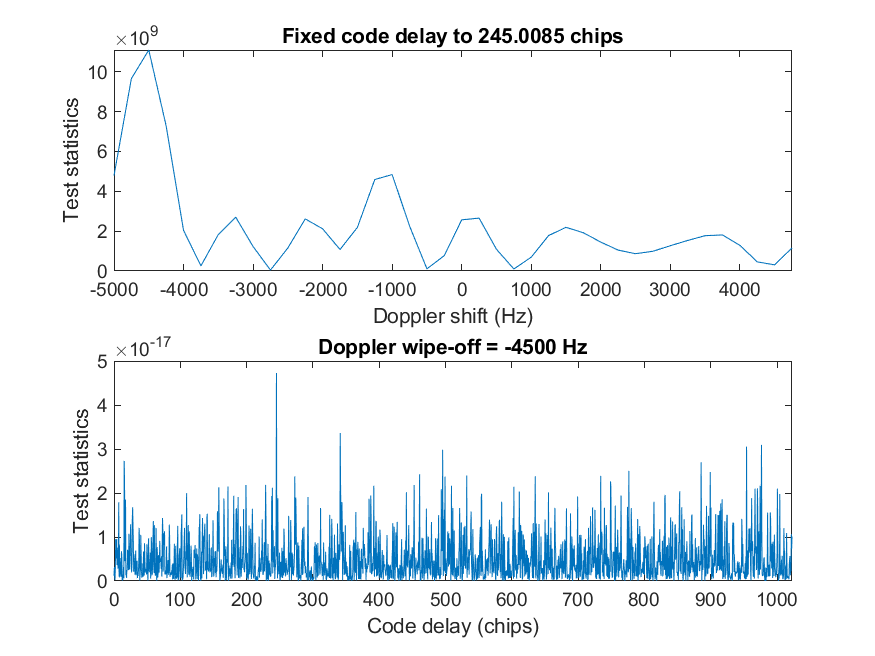 ×10⁹
Fixed code delay to 245.0085 chips
10
8
6
4
2
0
Test statistics
-5000 -4000 -3000 -2000 -1000 0 1000 2000 3000 4000
Doppler shift (Hz)
×10⁻¹⁷
Doppler wipe-off = -4500 Hz
5
4
3
2
1
0
Test statistics
0 100 200 300 400 500 600 700 800 900 1000
Code delay (chips)